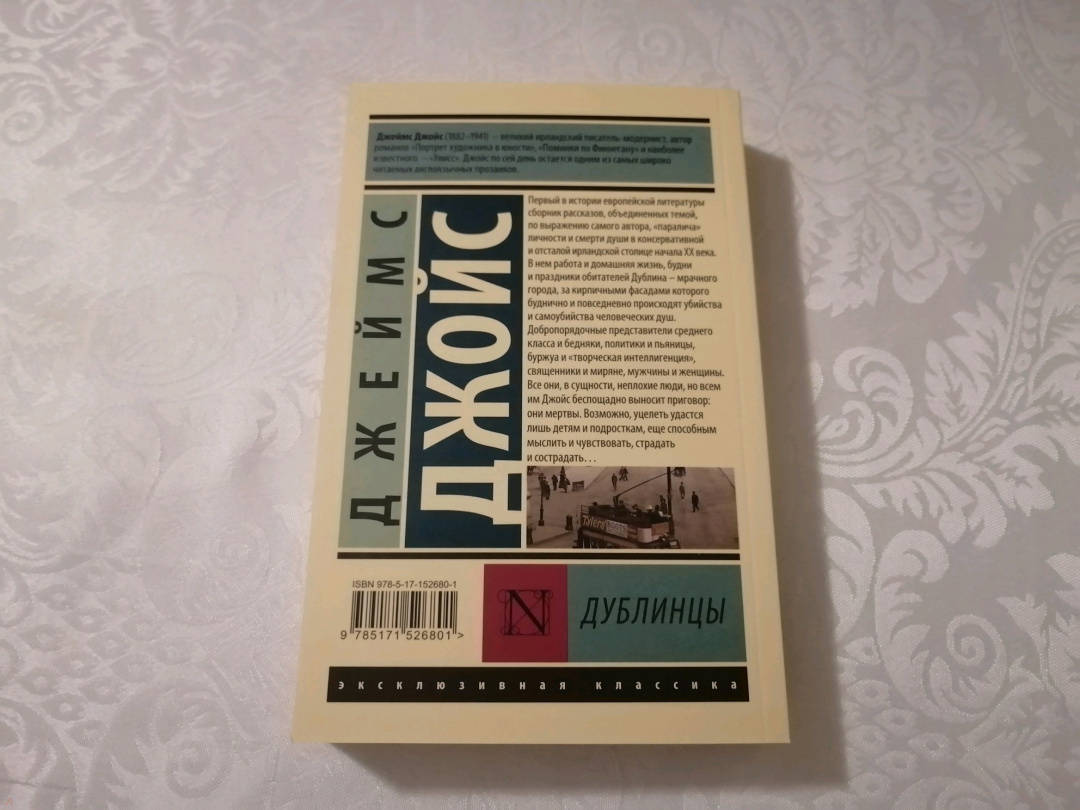 Джеймс Джойс (1882–1941) — великий ирландский писатель-модернист, автор
романов «Портрет художника в юности», «Поминки по Финнегану» и наиболее
известного — «Улисс». Джойс по сей день остается одним из самых широко
читаемых англоязычных прозаиков.
ДЖЕЙМС
ДЖОЙС
Первый в истории европейской литературы
сборник рассказов, объединенных темой,
по выражению самого автора, «паралича»
личности и смерти души в консервативной
и отсталой ирландской столице начала XX века.
В нем работа и домашняя жизнь, будни
и праздники обитателей Дублина – мрачного
города, за кирпичными фасадами которого
буднично и повседневно происходят убийства
и самоубийства человеческих душ.
Добропорядочные представители среднего
класса и бедняки, политики и пьяницы,
буржуа и «творческая интеллигенция»,
священники и миряне, мужчины и женщины.
Все они, в сущности, неплохие люди, но всем
им Джойс беспощадно выносит приговор:
они мертвы. Возможно, уцелеть удастся
лишь детям и подросткам, еще способным
мыслить и чувствовать, страдать
и сострадать…
ISBN 978-5-17-152680-1
9 785171 526801 >
N
ДУБЛИНЦЫ
эксклюзивная классика